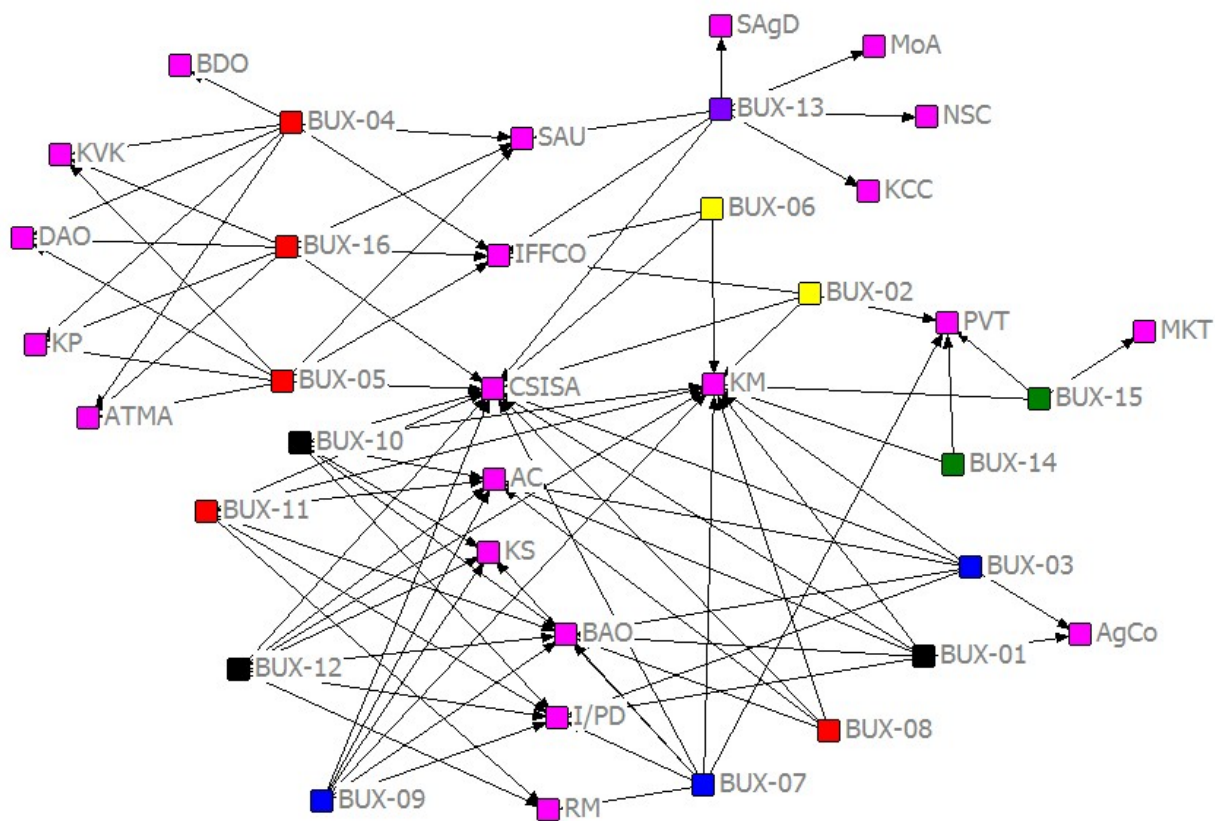 SAgD
MoA
BDO
BUX-13
NSC
BUX-04
SAU
KVK
KCC
BUX-06
DAO
BUX-16
IFFCO
BUX-02
PVT
MKT
KP
BUX-05
CSISA
KM
BUX-15
ATMA
BUX-10
BUX-14
AC
BUX-11
KS
BUX-03
BAO
AgCo
BUX-12
BUX-01
I/PD
BUX-08
BUX-09
RM
BUX-07